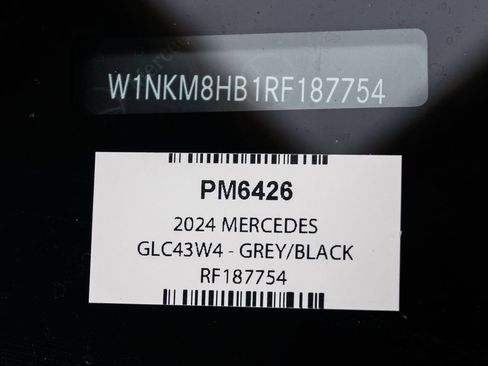 W1NKM8HB1RF187754
PM6426
2024 MERCEDES
GLC43W4 - GREY/BLACK
RF187754